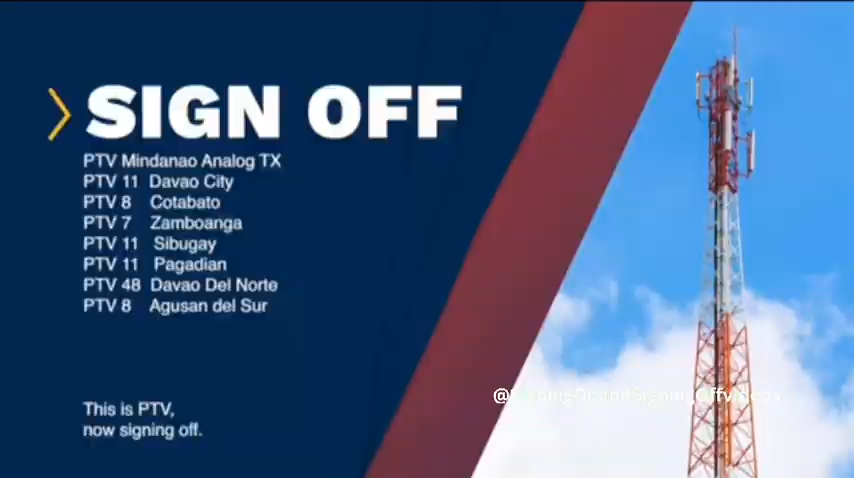 SIGN OFF
PTV Mindanao Analog TX
PTV 11 Davao City
PTV 8 Cotabato
PTV 7 Zamboanga
PTV 11 Sibugay
PTV 11 Pagadian
PTV 48 Davao Del Norte
PTV 8 Agusan del Sur
This is PTV,
now signing off.